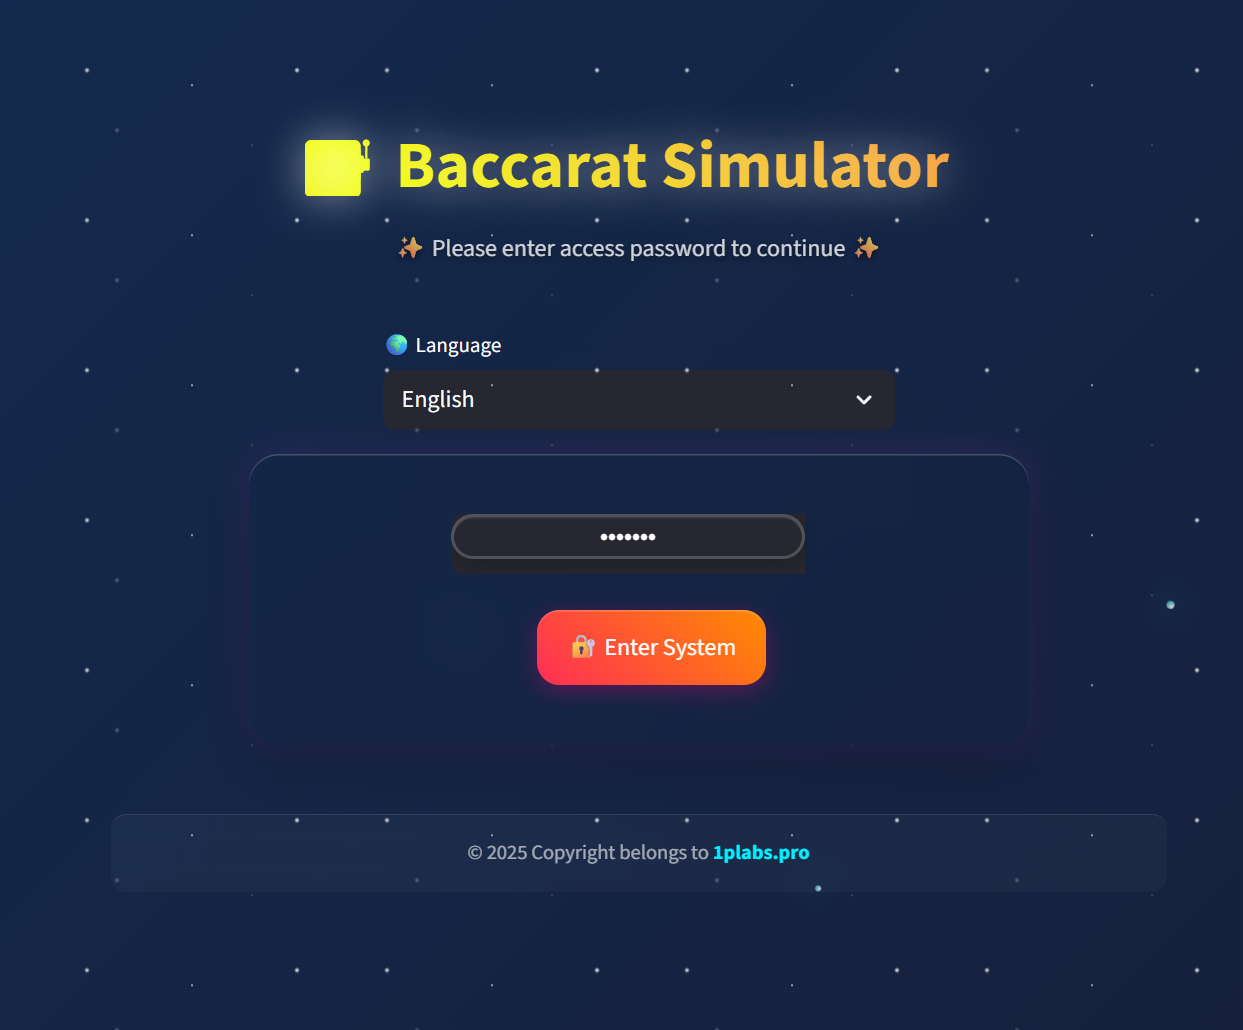 Baccarat Simulator
✨ Please enter access password to continue ✨
🌍 Language
English
•••••••
🔐 Enter System
© 2025 Copyright belongs to 1plabs.pro